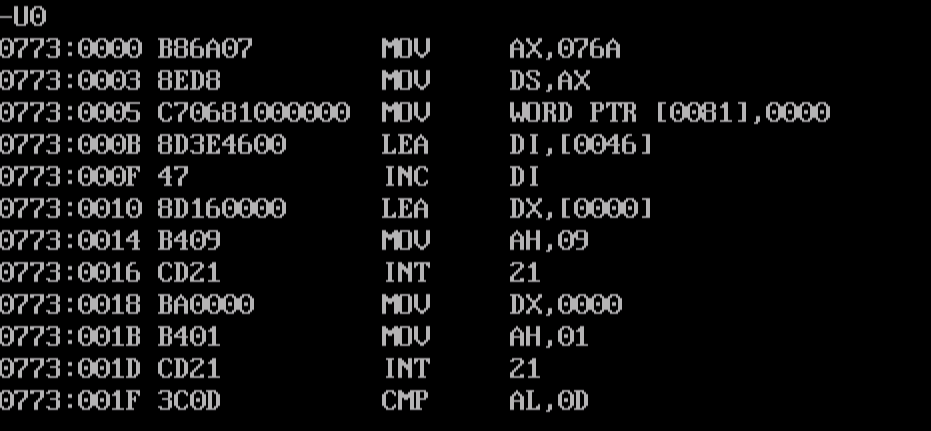 -U0
0773:0000 B86A07 MOV AX,076A
0773:0003 8ED8 MOV DS,AX
0773:0005 C70681000000 MOV WORD PTR [0081],0000
0773:000B 8D3E4600 LEA DI,[0046]
0773:000F 47 INC DI
0773:0010 8D160000 LEA DX,[0000]
0773:0014 B409 MOV AH,09
0773:0016 CD21 INT 21
0773:0018 BA0000 MOV DX,0000
0773:001B B401 MOV AH,01
0773:001D CD21 INT 21
0773:001F 3C0D CMP AL,0D